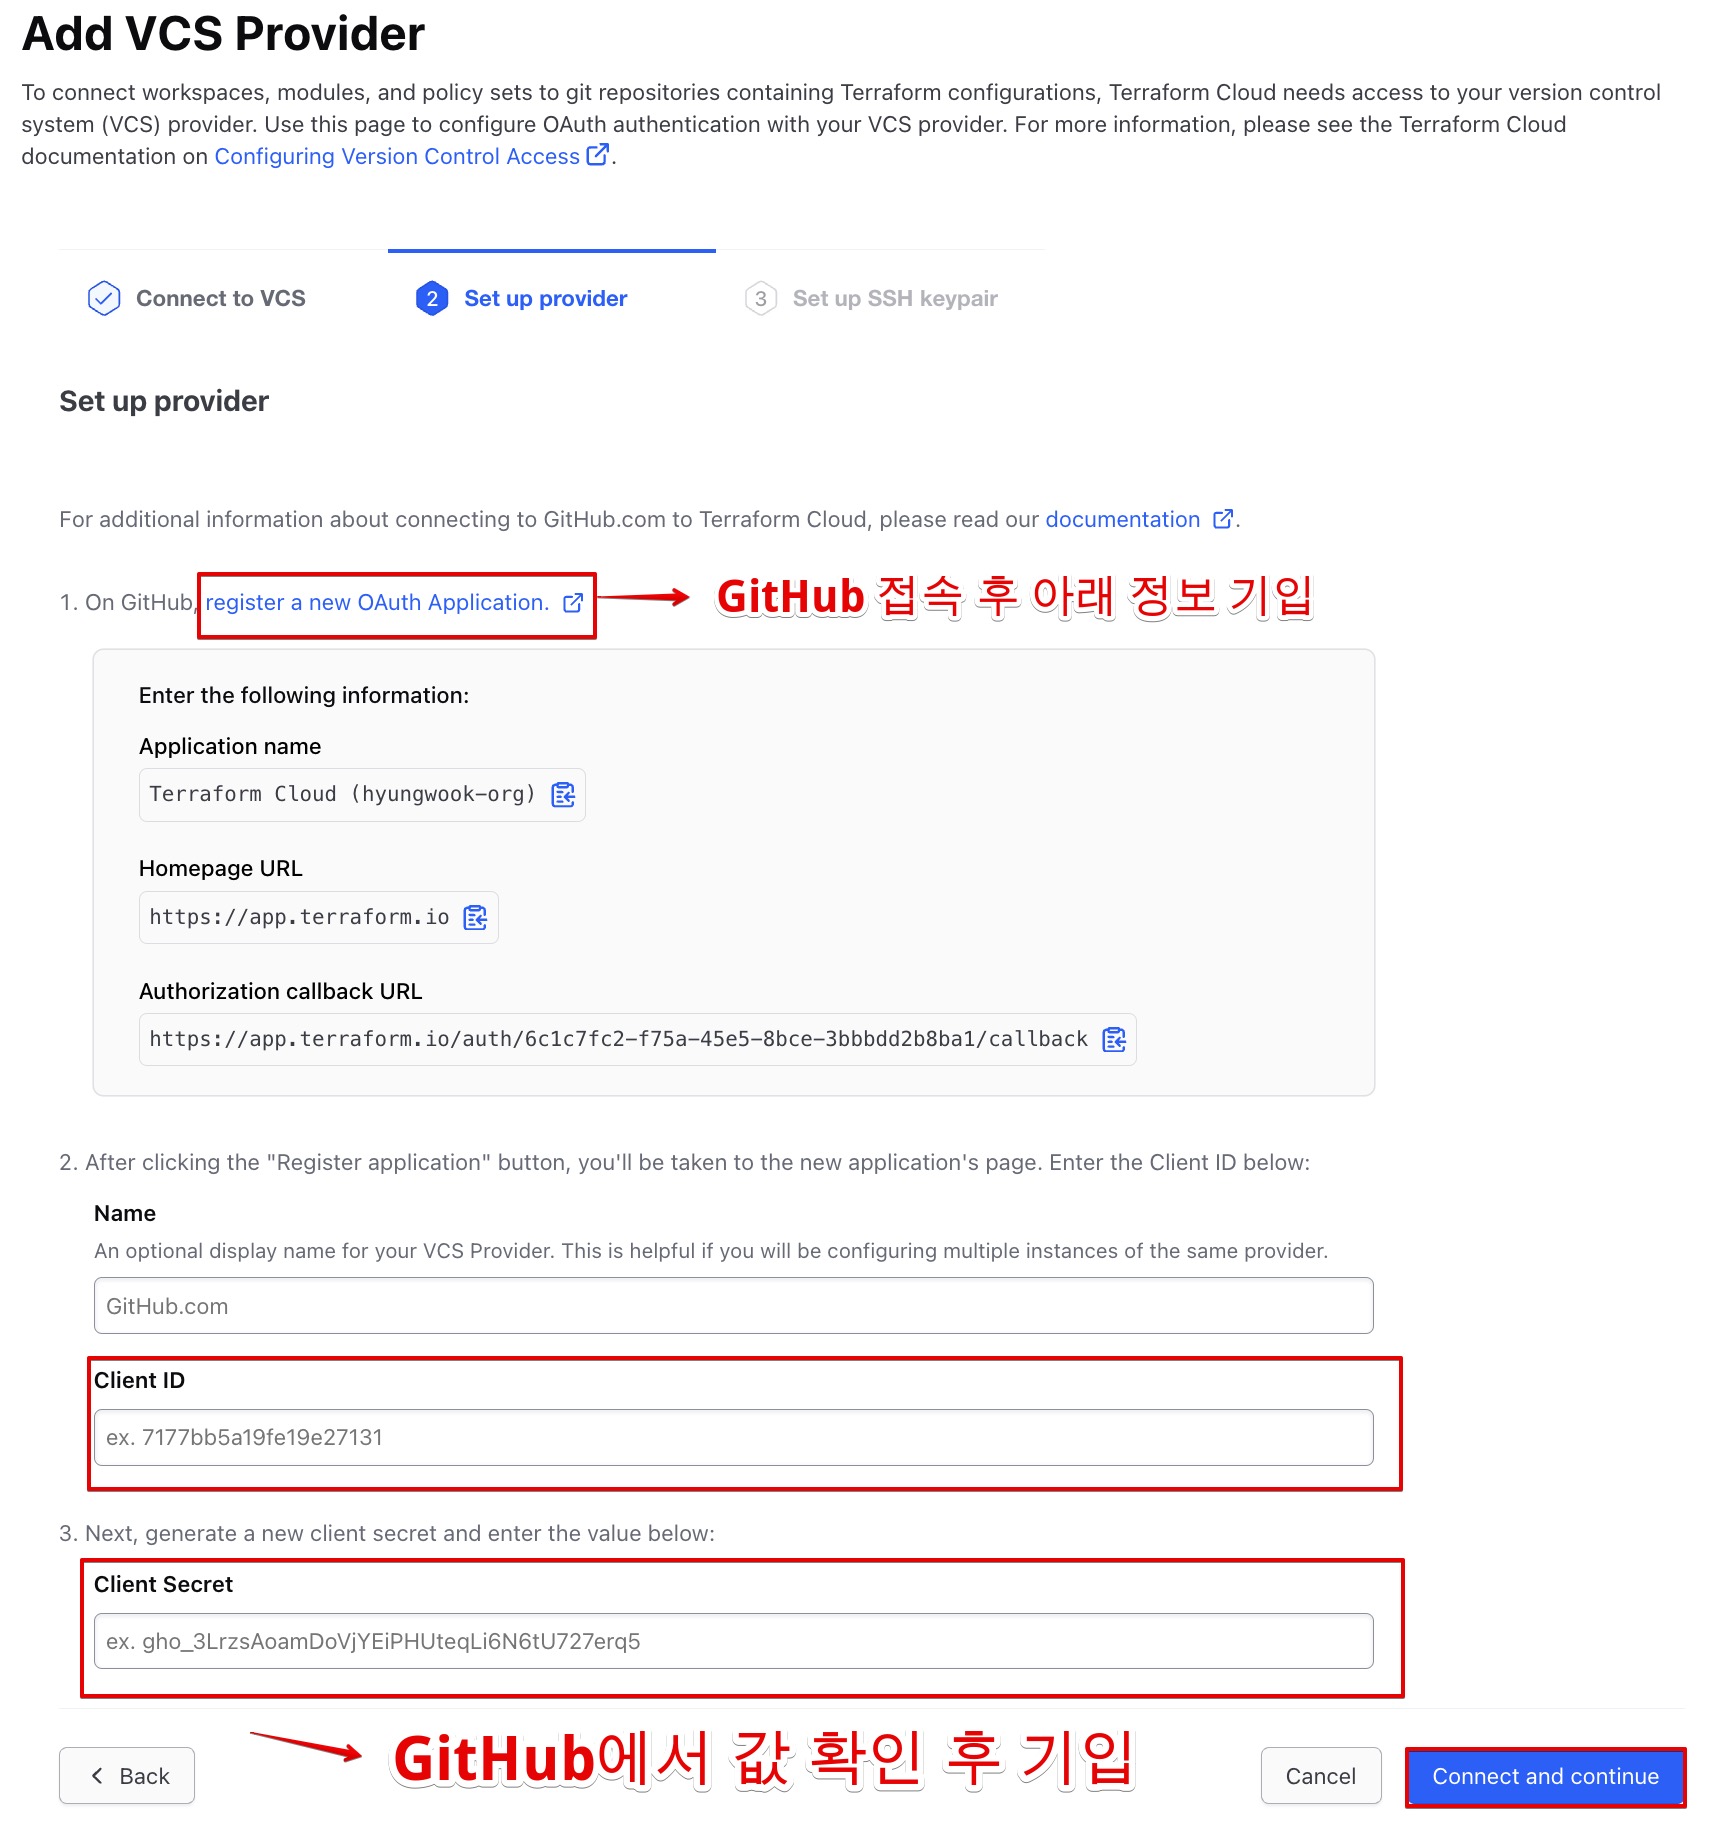 Add VCS Provider
To connect workspaces, modules, and policy sets to git repositories containing Terraform configurations, Terraform Cloud needs access to your version control
system (VCS) provider. Use this page to configure OAuth authentication with your VCS provider. For more information, please see the Terraform Cloud
documentation on Configuring Version Control Access.
Connect to VCS
2 Set up provider
3 Set up SSH keypair
Set up provider
For additional information about connecting to GitHub.com to Terraform Cloud, please read our documentation.
1. On GitHub, register a new OAuth Application.
GitHub 접속 후 아래 정보 기입
Enter the following information:
Application name
Terraform Cloud (hyungwook-org)
Homepage URL
https://app.terraform.io
Authorization callback URL
https://app.terraform.io/auth/6c1c7fc2-f75a-45e5-8bce-3bbbdd2b8ba1/callback
2. After clicking the "Register application" button, you'll be taken to the new application's page. Enter the Client ID below:
Name
An optional display name for your VCS Provider. This is helpful if you will be configuring multiple instances of the same provider.
GitHub.com
Client ID
ex. 7177bb5a19fe19e27131
3. Next, generate a new client secret and enter the value below:
Client Secret
ex. gho_3LrzsAoamDoVjYEiPHUteqLi6N6tU727erq5
GitHub에서 값 확인 후 기입
Back
Cancel
Connect and continue